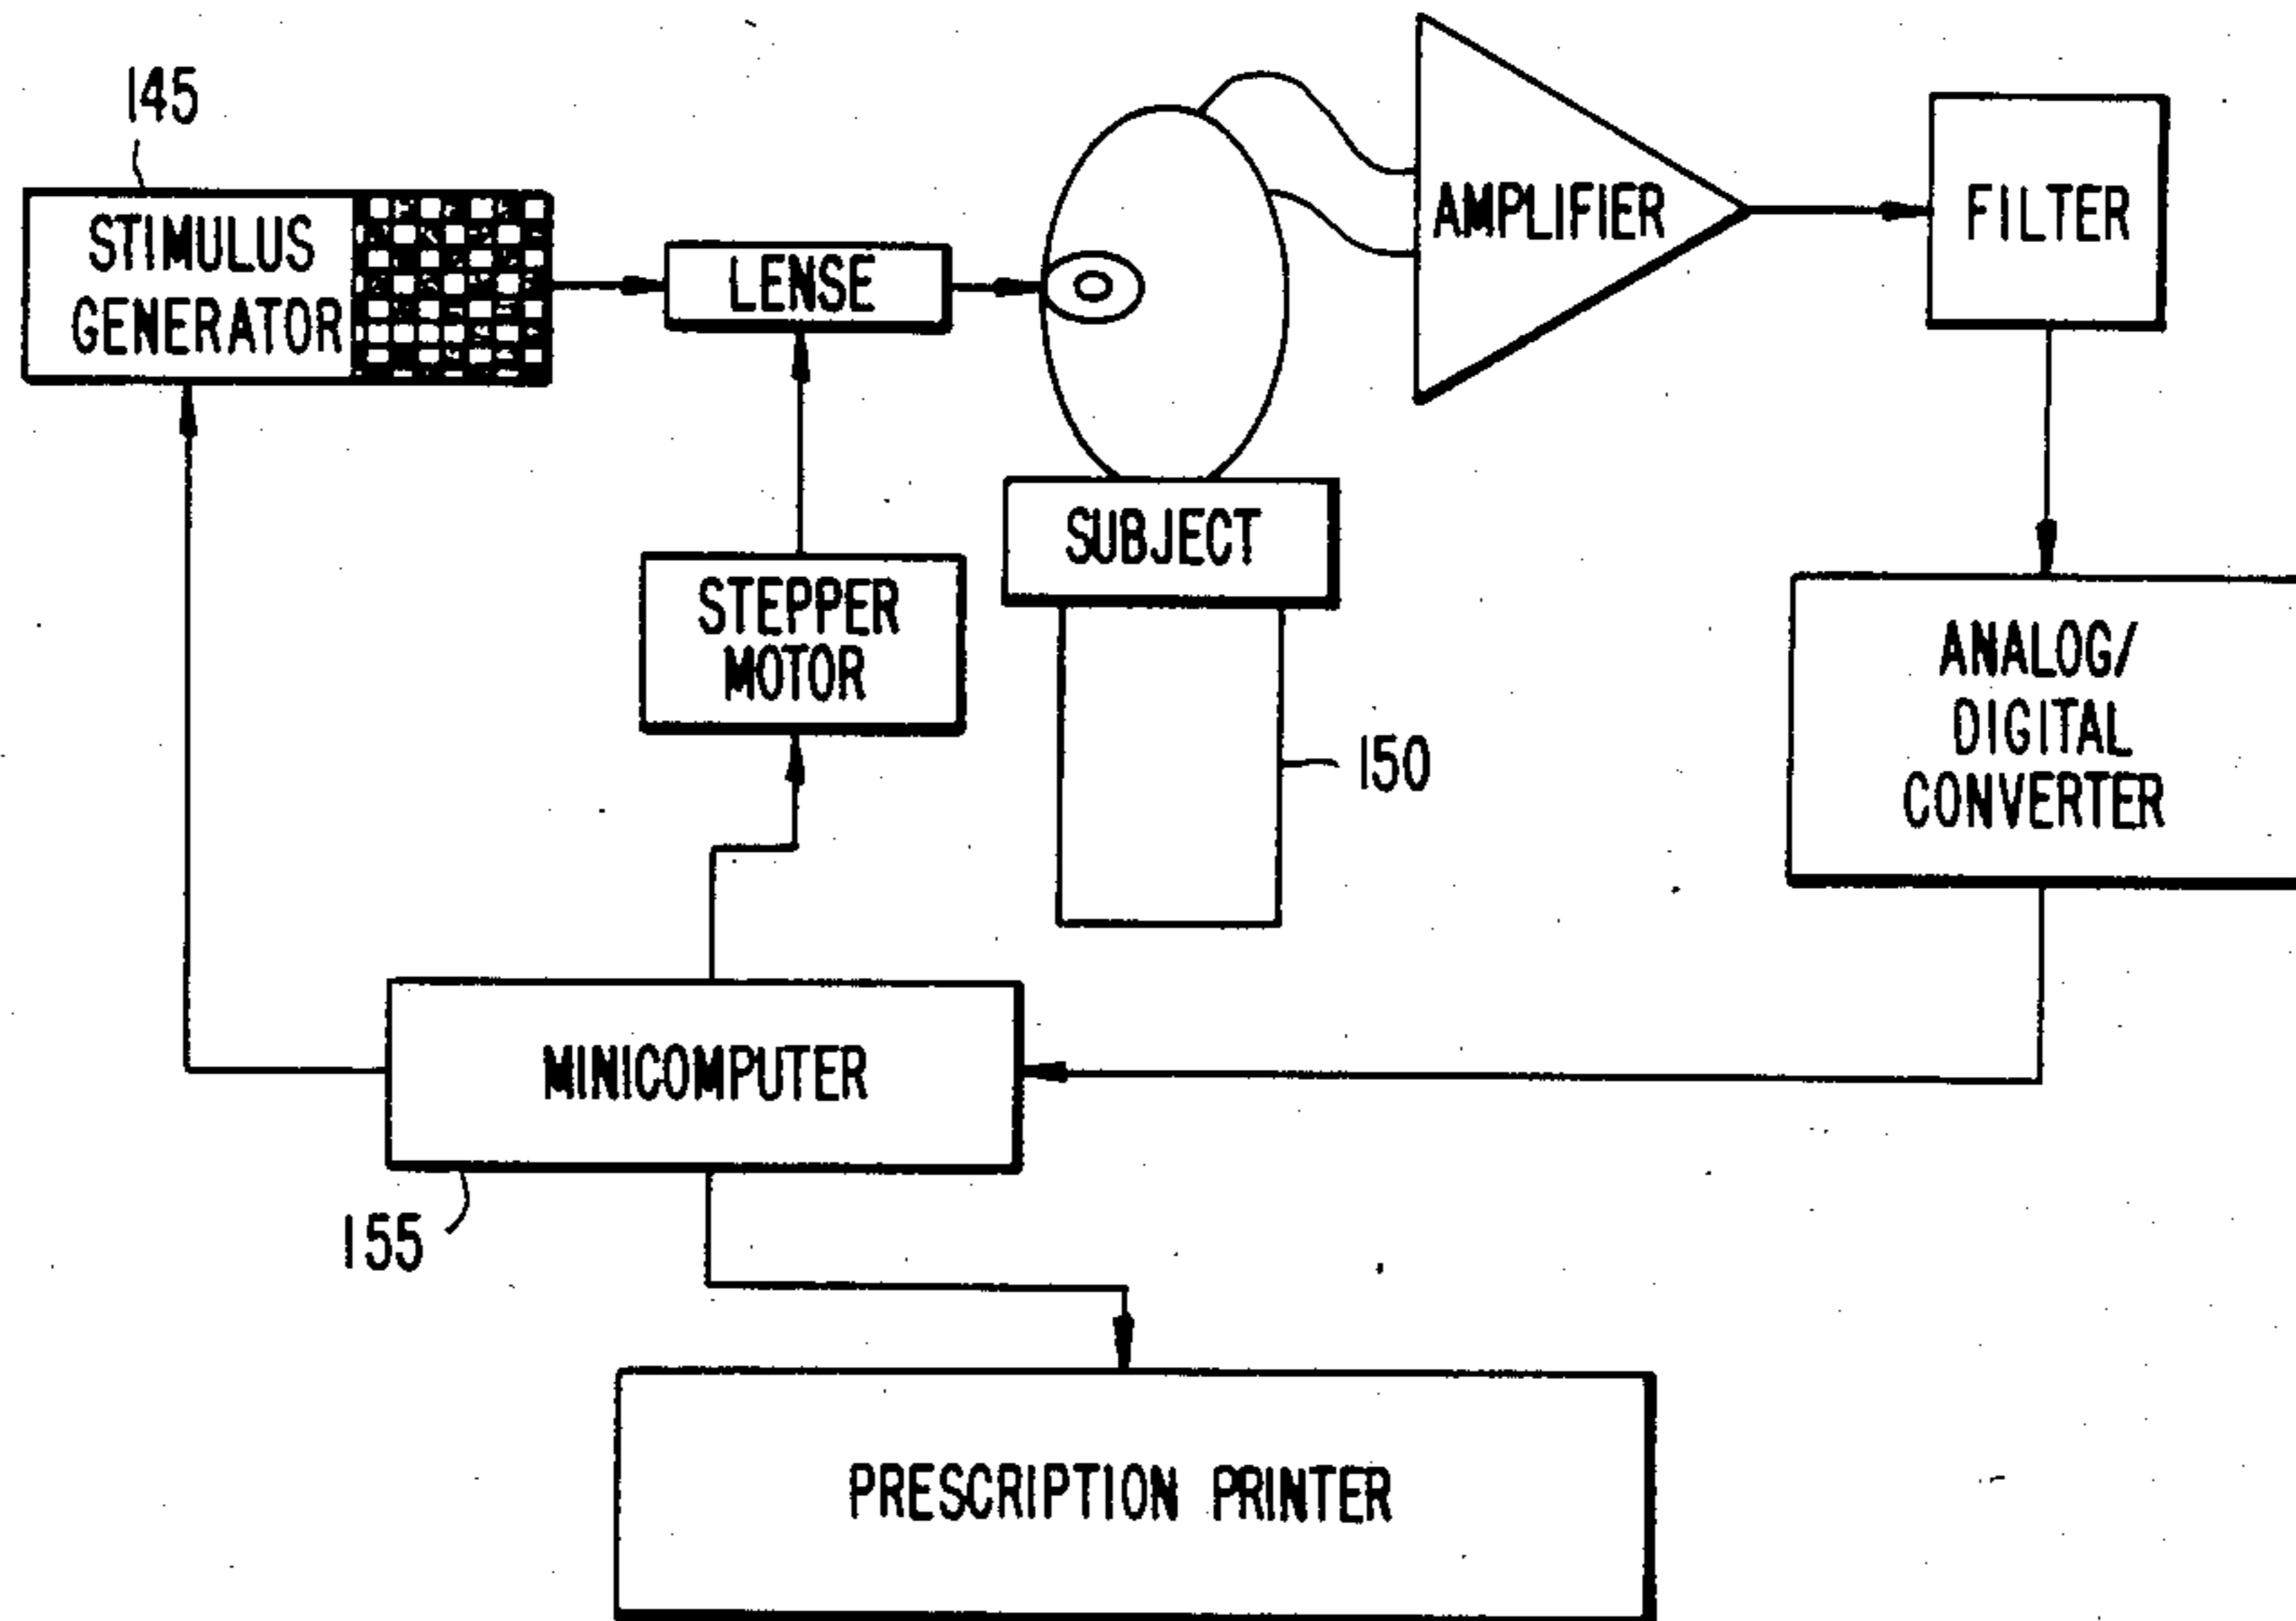 145
STIMULUS
GENERATOR
LENSE
AMPLIFIER
FILTER
SUBJECT
STEPPER
MOTOR
150
ANALOG/
DIGITAL
CONVERTER
MINICOMPUTER
155
PRESCRIPTION PRINTER